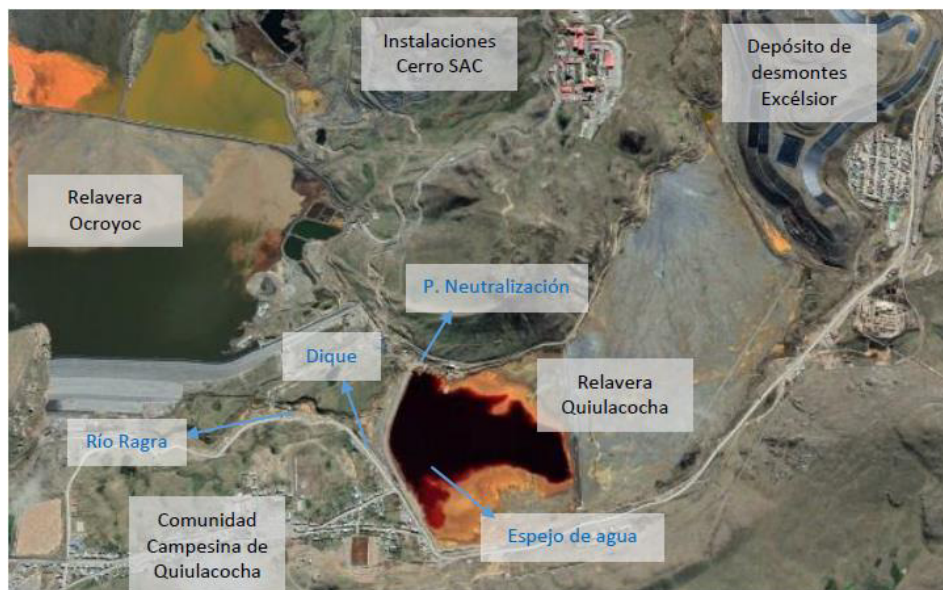 Instalaciones
Cerro SAC
Depósito de
desmontes
Excélsior
Relavera
Ocroyoc
P. Neutralización
Dique
Relavera
Quiulacocha
Río Ragra
Comunidad
Campesina de
Quiulacocha
Espejo de agua